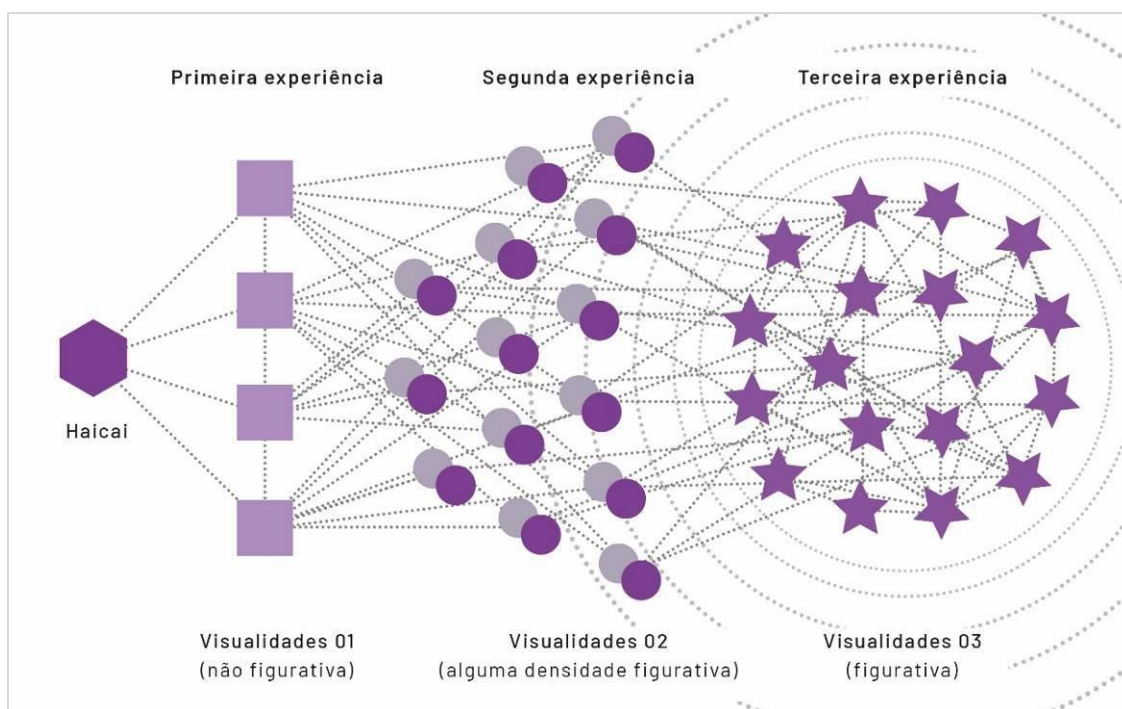 Primeira experiência
Segunda experiência
Terceira experiência
Haicai
Visualidades 01
(não figurativa)
Visualidades 02
(alguma densidade figurativa)
Visualidades 03
(figurativa)